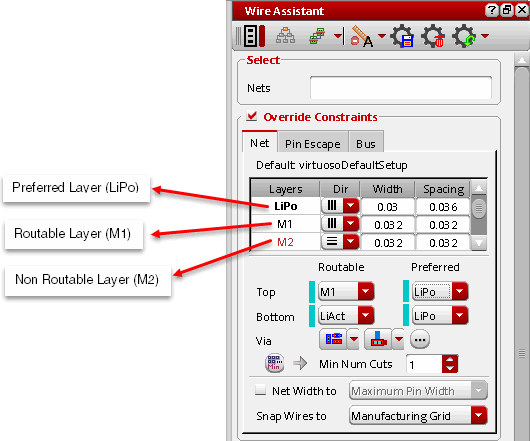 Wire Assistant
Select
Nets
Override Constraints
Net Pin Escape Bus
Default: virtuosoDefaultSetup
Layers Dir Width Spacing
Preferred Layer (LiPo) LiPo 0.03 0.036
Routable Layer (M1) M1 0.032 0.032
Non Routable Layer (M2) M2 0.032 0.032
Routable Preferred
Top M1 LiPo
Bottom LiAct LiPo
Via
Min Min Num Cuts 1
Net Width to Maximum Pin Width
Snap Wires to Manufacturing Grid